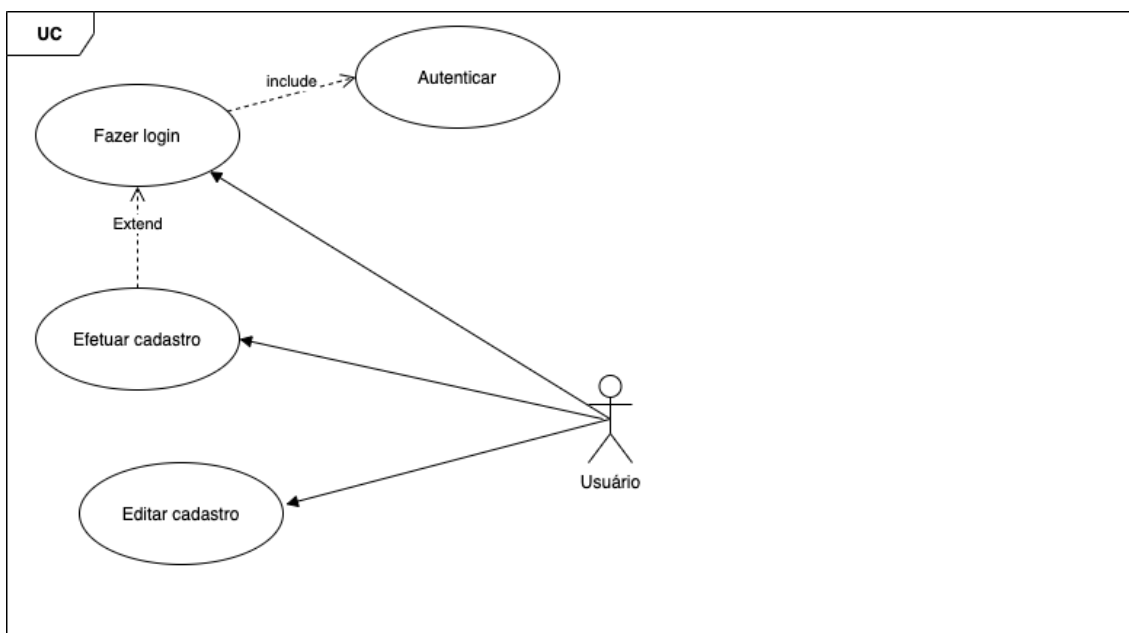 UC
Autenticar
include
Fazer login
Extend
Efetuar cadastro
Usuário
Editar cadastro